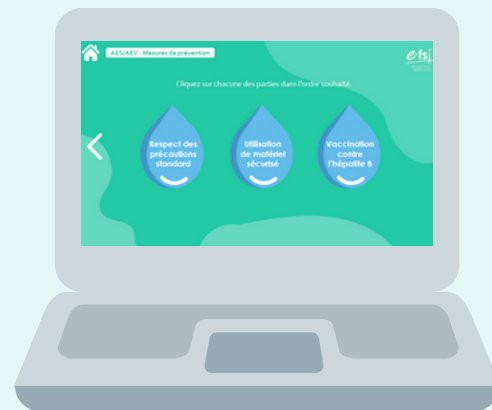 AES/AEV : Mesures de prévention
efs
Cliquez sur chacune des parties dans l'ordre souhaité.
Respect des
précautions
standard
Utilisation
de matériel
sécurisé
Vaccination
contre
l'hépatite B